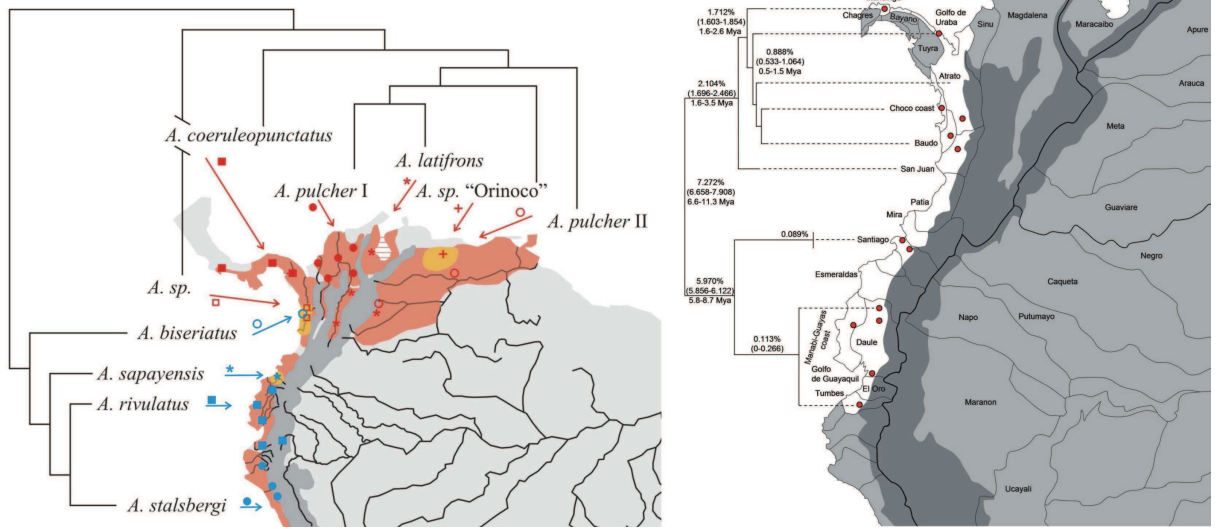 A. coeruleopunctatus
A. latifrons
A. pulcher I
A. sp. “Orinoco”
A. pulcher II
A. sp.
A. biseriatus
A. sapayensis
A. rivulatus
A. stalsbergi
1.712%
(1.603-1.854)
1.6-2.6 Mya
0.888%
(0.533-1.064)
0.5-1.5 Mya
2.104%
(1.696-2.466)
1.6-3.5 Mya
7.272%
(6.658-7.908)
6.6-11.3 Mya
0.089%
5.970%
(5.856-6.122)
5.8-8.7 Mya
0.113%
(0-0.266)
Chagres
Bayano
Golfo de
Uraba
Sinu
Magdalena
Maracaibo
Apure
Tuyra
Atrato
Arauca
Choco coast
Meta
Baudo
San Juan
Patia
Guaviare
Mira
Santiago
Negro
Esmeraldas
Caqueta
Napo
Putumayo
Manabi-Guayas
coast
Daule
Golfo
de Guayaquil
El Oro
Tumbes
Maranon
Ucayali